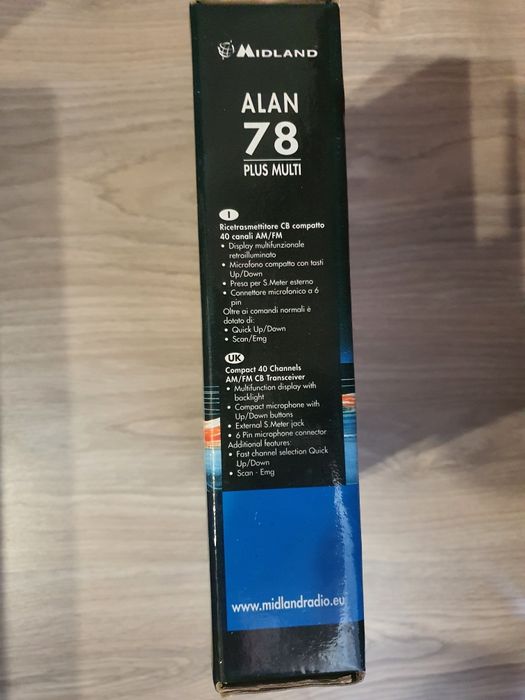 MIDLAND
ALAN
78
PLUS MULTI
I
Ricetrasmettitore CB compatto
40 canali AM/FM
• Display multifunzionale
retroilluminato
• Microfono compatto con tasti
Up/Down
• Presa per S.Meter esterno
• Connettore microfonico a 6
pin
Oltre ai comandi normali è
dotato di:
• Quick Up/Down
• Scan/Emg
UK
Compact 40 Channels
AM/FM CB Transceiver
• Multifunction display with
backlight
• Compact microphone with
Up/Down buttons
• External S.Meter jack
• 6 Pin microphone connector
Additional features:
• Fast channel selection Quick
Up/Down
• Scan - Emg
www.midlandradio.eu